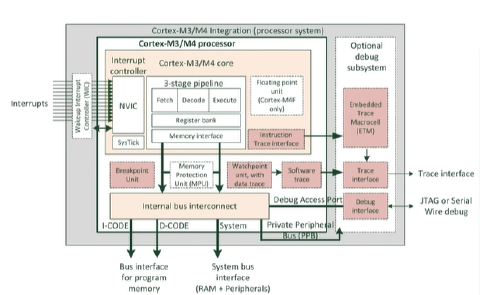 Cortex-M3/M4 Integration (processor system)
Cortex-M3/M4 processor
Optional
debug
subsystem
Interrupt
controller
Cortex-M3/M4 core
3-stage pipeline
Fetch
Decode
Execute
Register bank
Memory interface
Floating point
unit
(Cortex-M4F
only)
NVIC
SysTick
Interrupts
Wakeup Interrupt
Controller (WIC)
Instruction
Trace interface
Embedded
Trace
Macrocell
(ETM)
Breakpoint
Unit
Memory
Protection
Unit (MPU)
Watchpoint
unit, with
data trace
Software
trace
Trace
interface
Trace interface
Internal bus interconnect
Debug Access Port
Debug
interface
JTAG or Serial
Wire debug
I-CODE
D-CODE
System
Private Peripheral
Bus (PPB)
Bus interface
for program
memory
System bus
interface
(RAM + Peripherals)